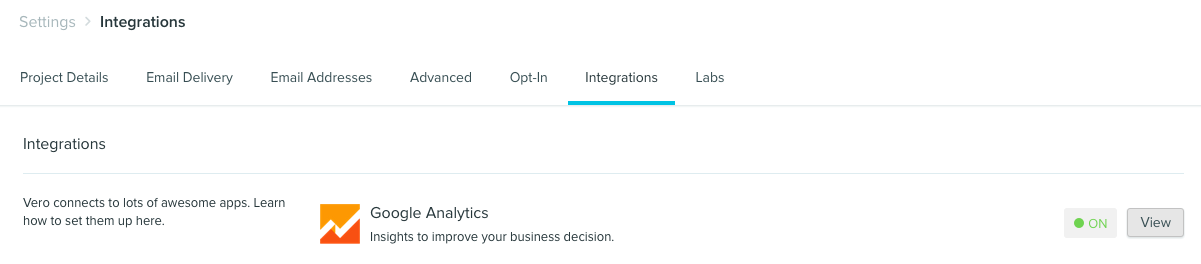 Settings > Integrations
Project Details Email Delivery Email Addresses Advanced Opt-In Integrations Labs
Integrations
Vero connects to lots of awesome apps. Learn
how to set them up here.
Google Analytics
Insights to improve your business decision.
ON View